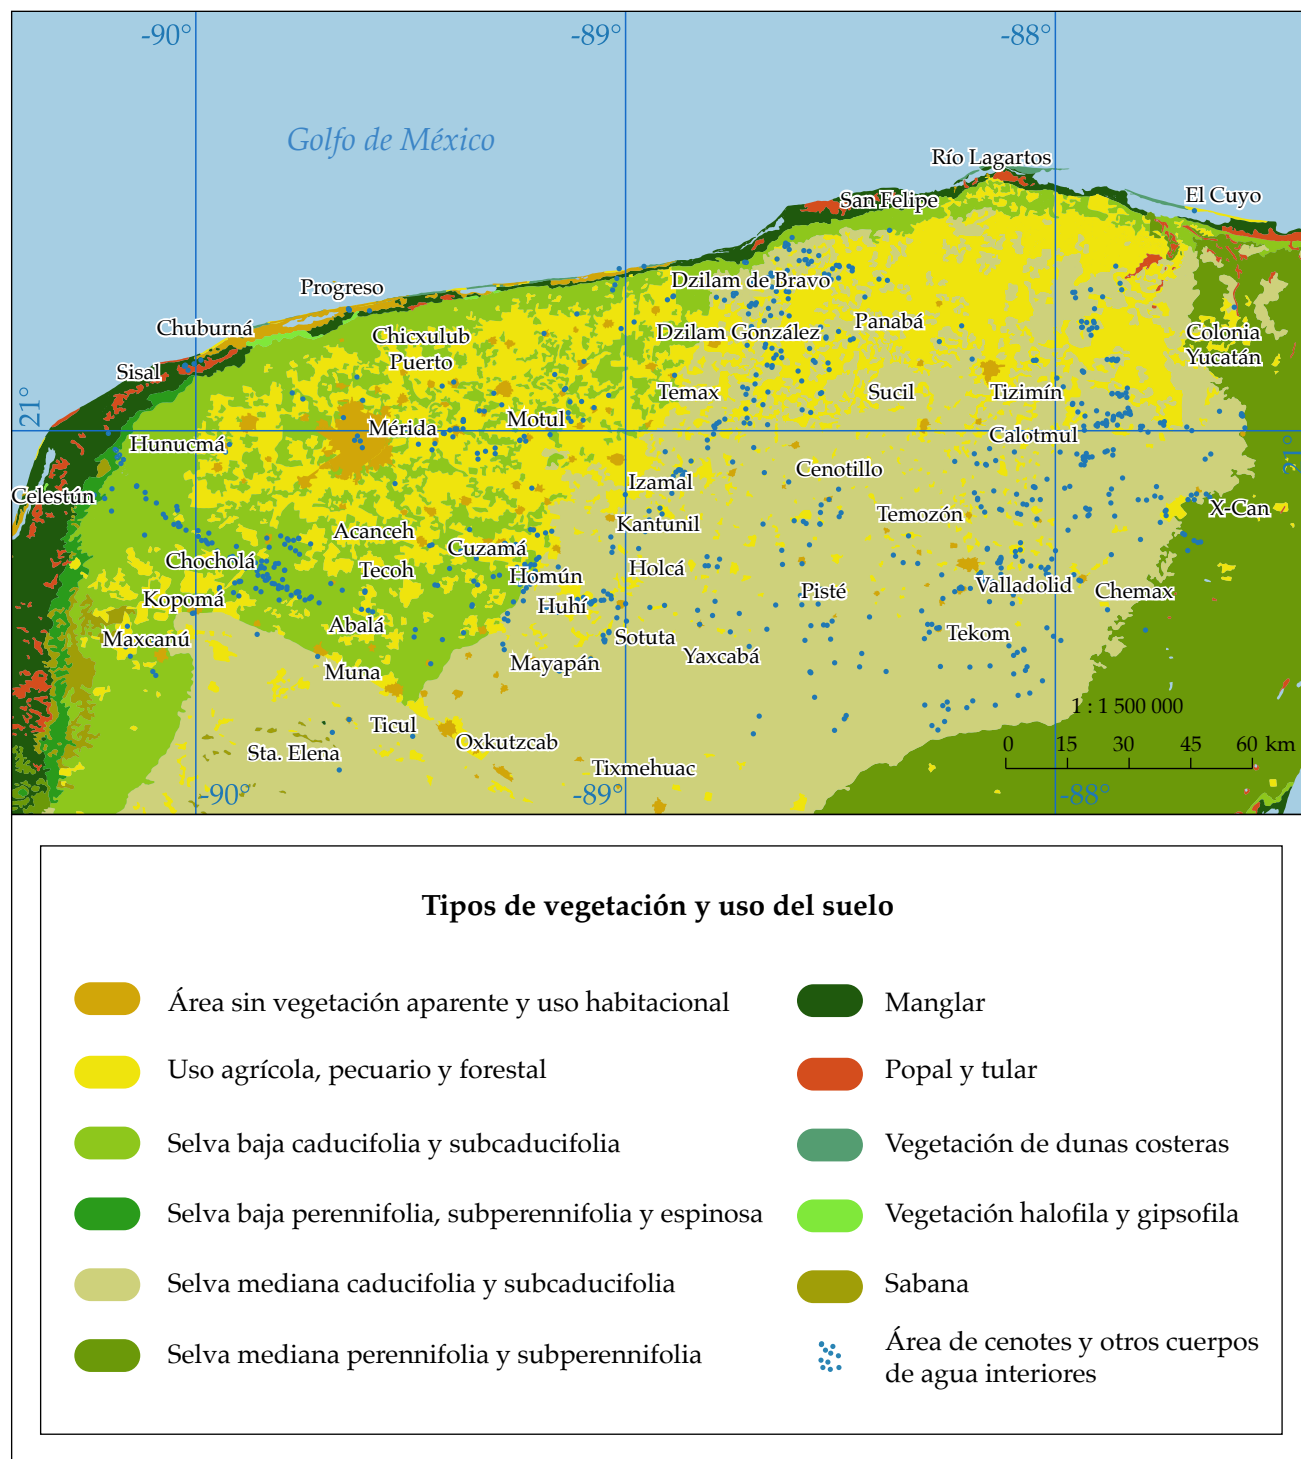 -90°
-89°
-88°
Golfo de México
Río Lagartos
El Cuyo
San Felipe
Dzilam de Bravo
Progreso
Chuburná
Chicxulub
Puerto
Dzilam González
Panabá
Colonia
Yucatán
Sisal
Temax
Sucil
Tizimín
21°
Motul
Mérida
Hunucmá
Calotmul
21°
Cenotillo
Izamal
Celestún
X-Can
Kantunil
Temozón
Acanceh
Cuzamá
Chocholá
Tecoh
Homún
Holcá
Pisté
Valladolid
Chemax
Kopomá
Huhí
Abalá
Maxcanú
Sotuta
Tekom
Yaxcabá
Mayapán
Muna
Ticul
Oxkutzcab
Sta. Elena
Tixmehuac
1 : 1 500 000
0 15 30 45 60 km
-90°
-89°
-88°
Tipos de vegetación y uso del suelo
Área sin vegetación aparente y uso habitacional
Uso agrícola, pecuario y forestal
Selva baja caducifolia y subcaducifolia
Selva baja perennifolia, subperennifolia y espinosa
Selva mediana caducifolia y subcaducifolia
Selva mediana perennifolia y subperennifolia
Manglar
Popal y tular
Vegetación de dunas costeras
Vegetación halofila y gipsofila
Sabana
Área de cenotes y otros cuerpos
de agua interiores